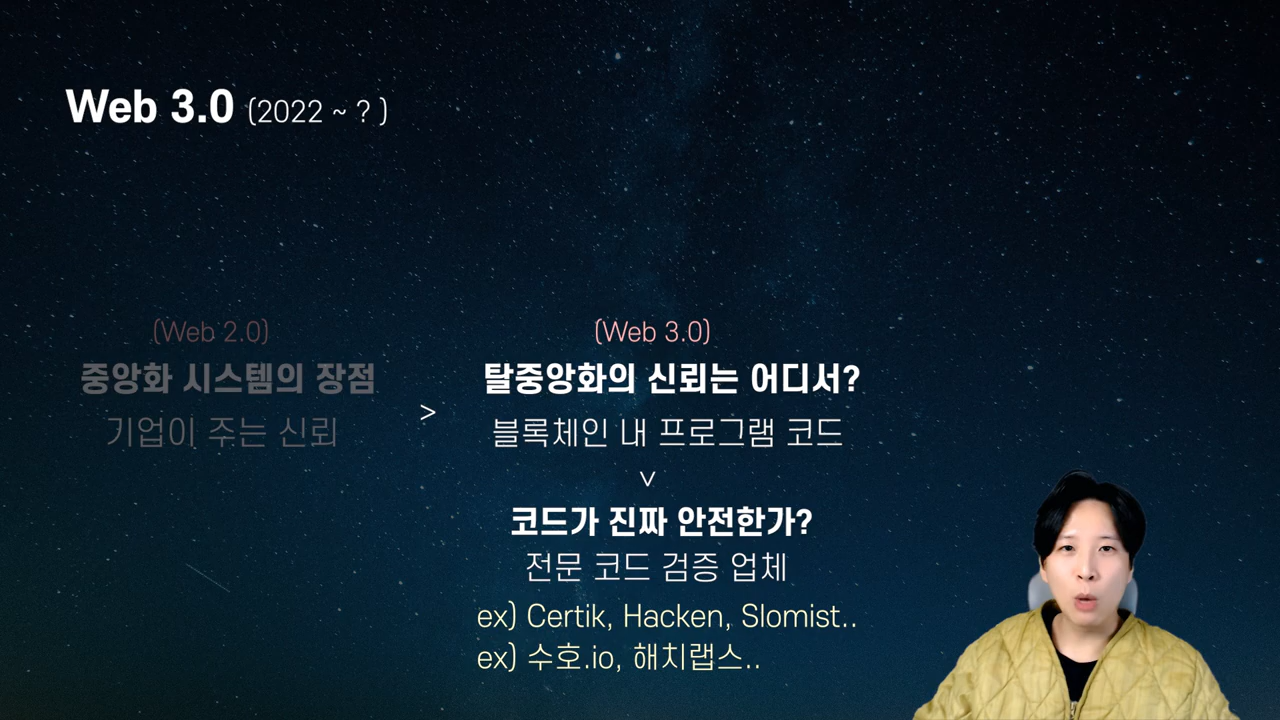 Web 3.0 (2022 ~ ? )
(Web 2.0)
중앙화 시스템의 장점
기업이 주는 신뢰
>
(Web 3.0)
탈중앙화의 신뢰는 어디서?
블록체인 내 프로그램 코드
>
코드가 진짜 안전한가?
전문 코드 검증 업체
ex) Certik, Hacken, Slomist..
ex) 수호.io, 해치랩스..